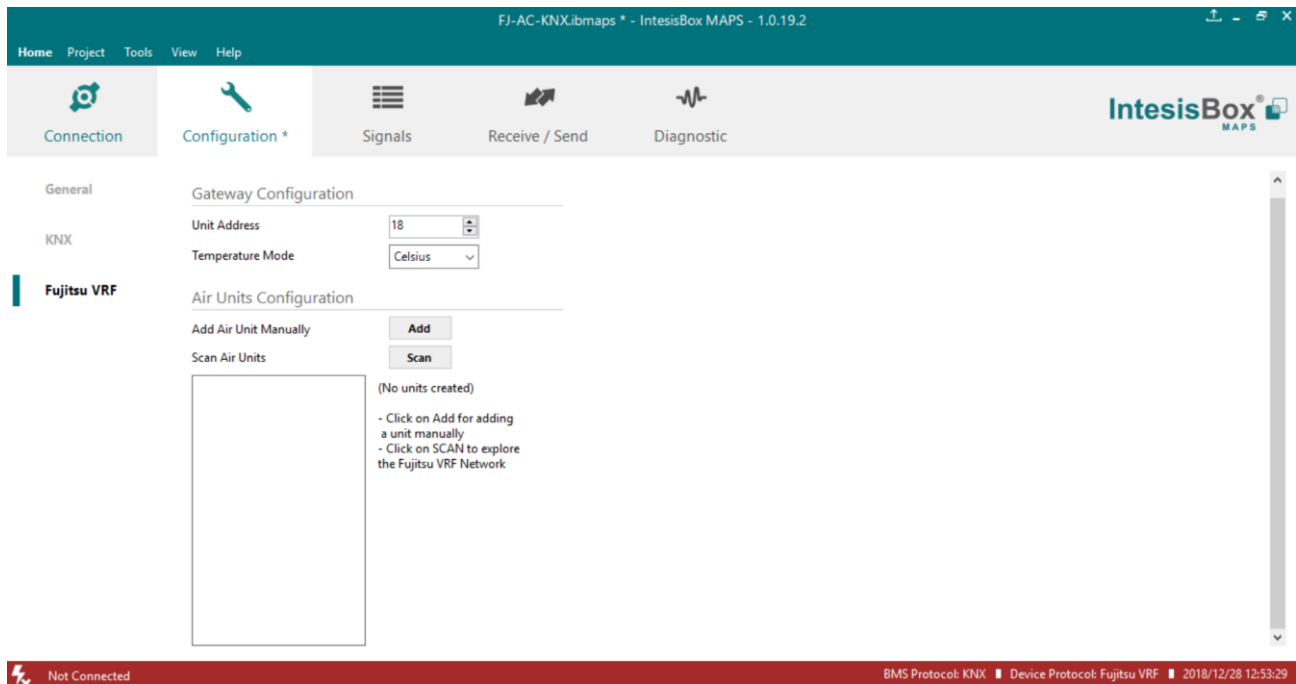 FJ-AC-KNX.ibmaps * - IntesisBox MAPS - 1.0.19.2
Home Project Tools View Help
Connection
Configuration *
Signals
Receive / Send
Diagnostic
IntesisBox®
MAPS
General
KNX
Fujitsu VRF
Gateway Configuration
Unit Address 18
Temperature Mode Celsius
Air Units Configuration
Add Air Unit Manually Add
Scan Air Units Scan
(No units created)
- Click on Add for adding
a unit manually
- Click on SCAN to explore
the Fujitsu VRF Network
Not Connected
BMS Protocol: KNX Device Protocol: Fujitsu VRF 2018/12/28 12:53:29